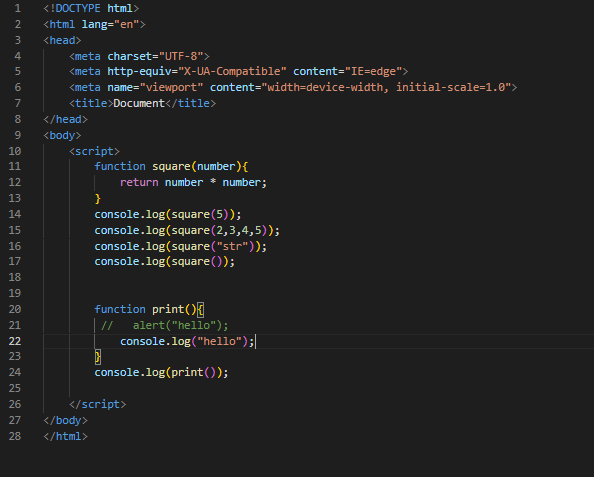 1 <!DOCTYPE html>
2 <html lang="en">
3 <head>
4     <meta charset="UTF-8">
5     <meta http-equiv="X-UA-Compatible" content="IE=edge">
6     <meta name="viewport" content="width=device-width, initial-scale=1.0">
7     <title>Document</title>
8 </head>
9 <body>
10     <script>
11         function square(number){
12             return number * number;
13         }
14         console.log(square(5));
15         console.log(square(2,3,4,5));
16         console.log(square("str"));
17         console.log(square());
18
19
20         function print(){
21          //   alert("hello");
22             console.log("hello");
23         }
24         console.log(print());
25
26     </script>
27 </body>
28 </html>